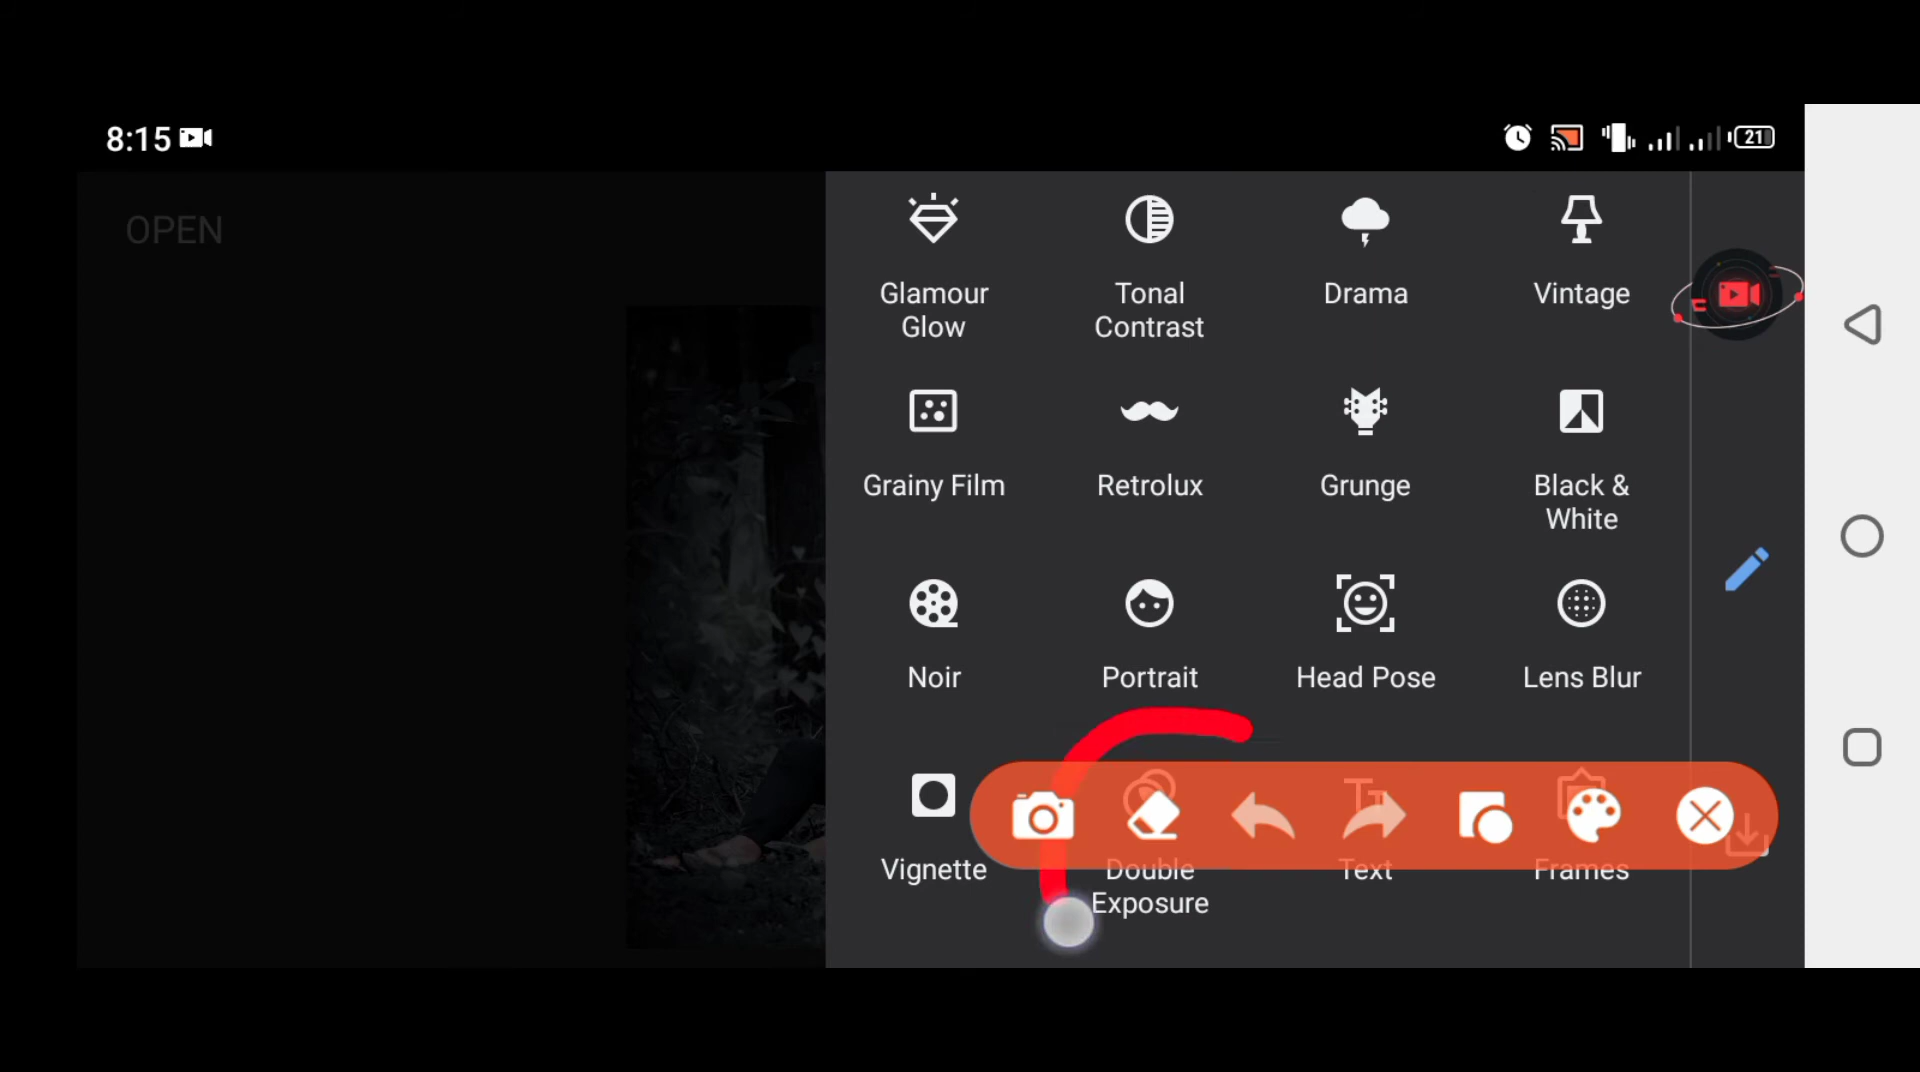 8:15
21
OPEN
Glamour
Glow
Tonal
Contrast
Drama
Vintage
Grainy Film
Retrolux
Grunge
Black &
White
Noir
Portrait
Head Pose
Lens Blur
Vignette
Double
Exposure
Text
Frames